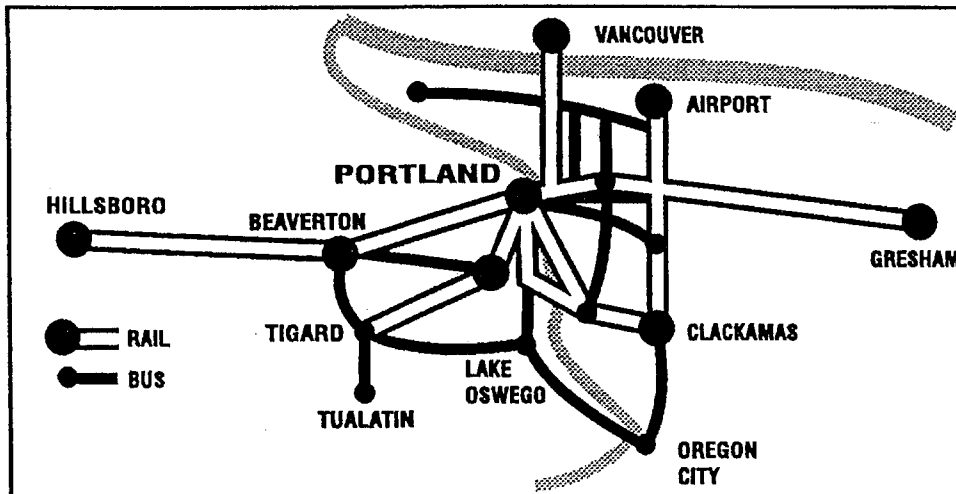 VANCOUVER
AIRPORT
PORTLAND
HILLSBORO
BEAVERTON
GRESHAM
TIGARD
CLACKAMAS
RAIL
LAKE
OSWEGO
BUS
TUALATIN
OREGON
CITY